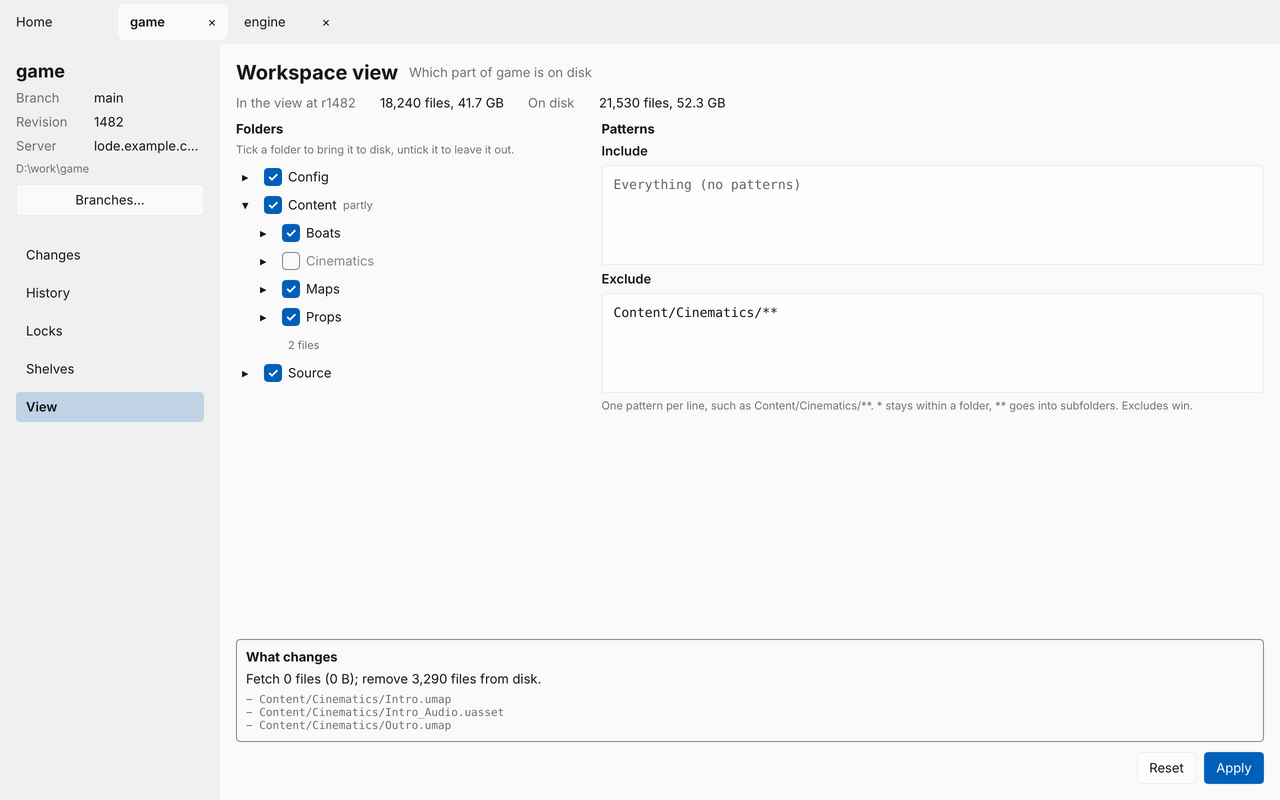 Home
game ×
engine ×
game
Branch main
Revision 1482
Server lode.example.c...
D:\work\game
Branches...
Changes
History
Locks
Shelves
View
Workspace view Which part of game is on disk
In the view at r1482 18,240 files, 41.7 GB On disk 21,530 files, 52.3 GB
Folders
Tick a folder to bring it to disk, untick it to leave it out.
Config
Content partly
Boats
Cinematics
Maps
Props
2 files
Source
Patterns
Include
Everything (no patterns)
Exclude
Content/Cinematics/**
One pattern per line, such as Content/Cinematics/**. * stays within a folder, ** goes into subfolders. Excludes win.
What changes
Fetch 0 files (0 B); remove 3,290 files from disk.
− Content/Cinematics/Intro.umap
− Content/Cinematics/Intro_Audio.uasset
− Content/Cinematics/Outro.umap
Reset
Apply